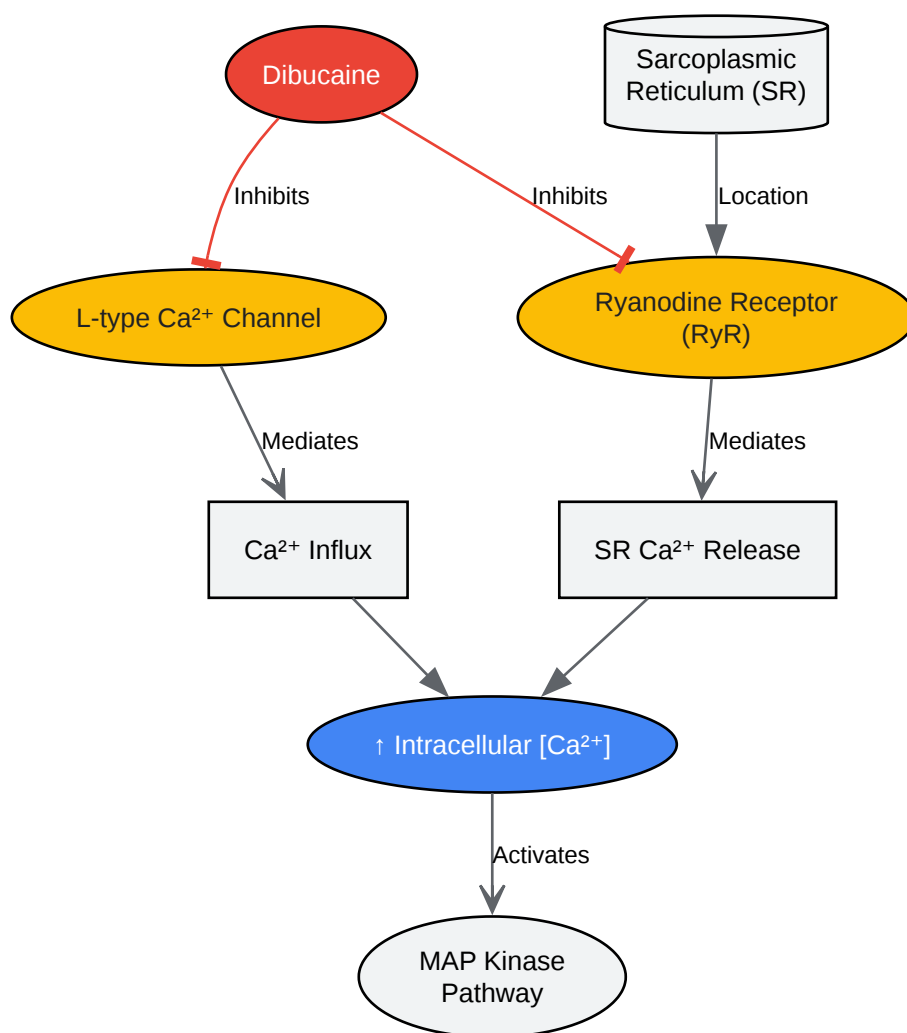 Dibucaine
Sarcoplasmic
Reticulum (SR)
Inhibits
Inhibits
Location
L-type Ca²⁺ Channel
Ryanodine Receptor
(RyR)
Mediates
Mediates
Ca²⁺ Influx
SR Ca²⁺ Release
↑ Intracellular [Ca²⁺]
Activates
MAP Kinase
Pathway